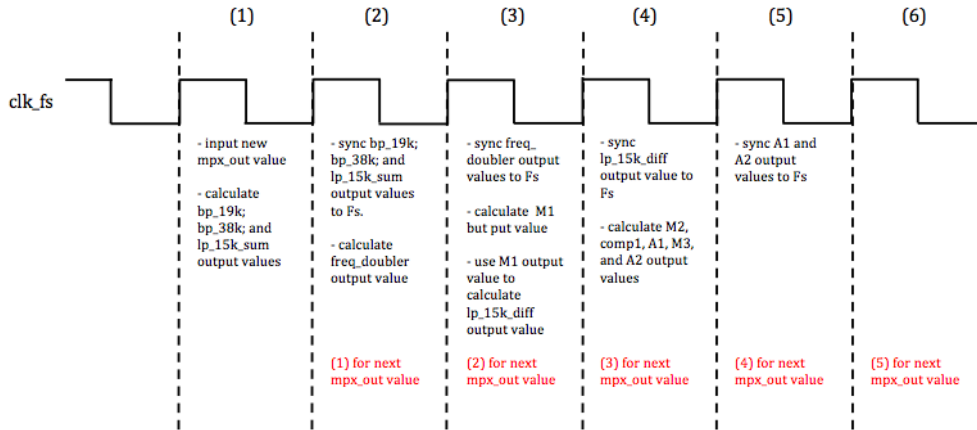 (1) (2) (3) (4) (5) (6)
clk_fs
- input new
mpx_out value
- calculate
bp_19k;
bp_38k; and
lp_15k_sum
output values
- sync bp_19k;
bp_38k; and
lp_15k_sum
output values
to Fs.
- calculate
freq_doubler
output value
- sync freq_
doubler output
values to Fs
- calculate M1
but put value
- use M1 output
value to
calculate
lp_15k_diff
output value
- sync
lp_15k_diff
output value to
Fs
- calculate M2,
comp1, A1, M3,
and A2 output
values
- sync A1 and
A2 output
values to Fs
(1) for next
mpx_out value
(2) for next
mpx_out value
(3) for next
mpx_out value
(4) for next
mpx_out value
(5) for next
mpx_out value